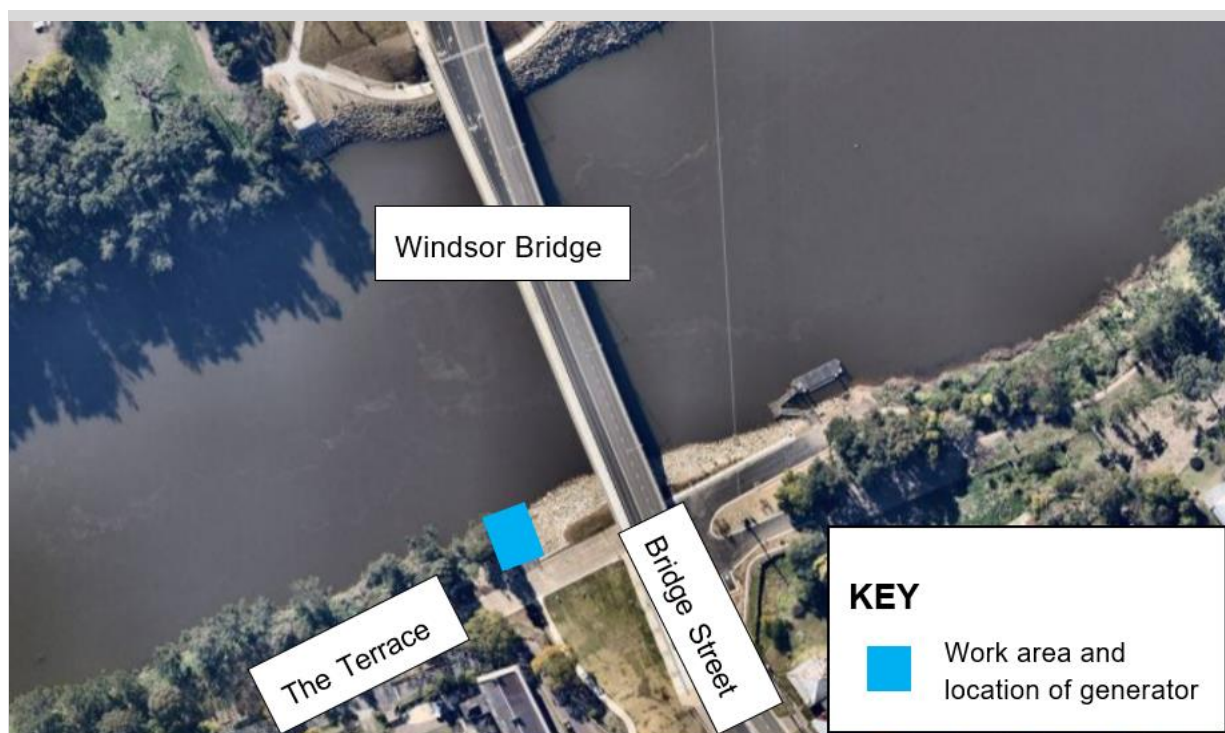 Windsor Bridge
The Terrace
Bridge Street
KEY
Work area and
location of generator